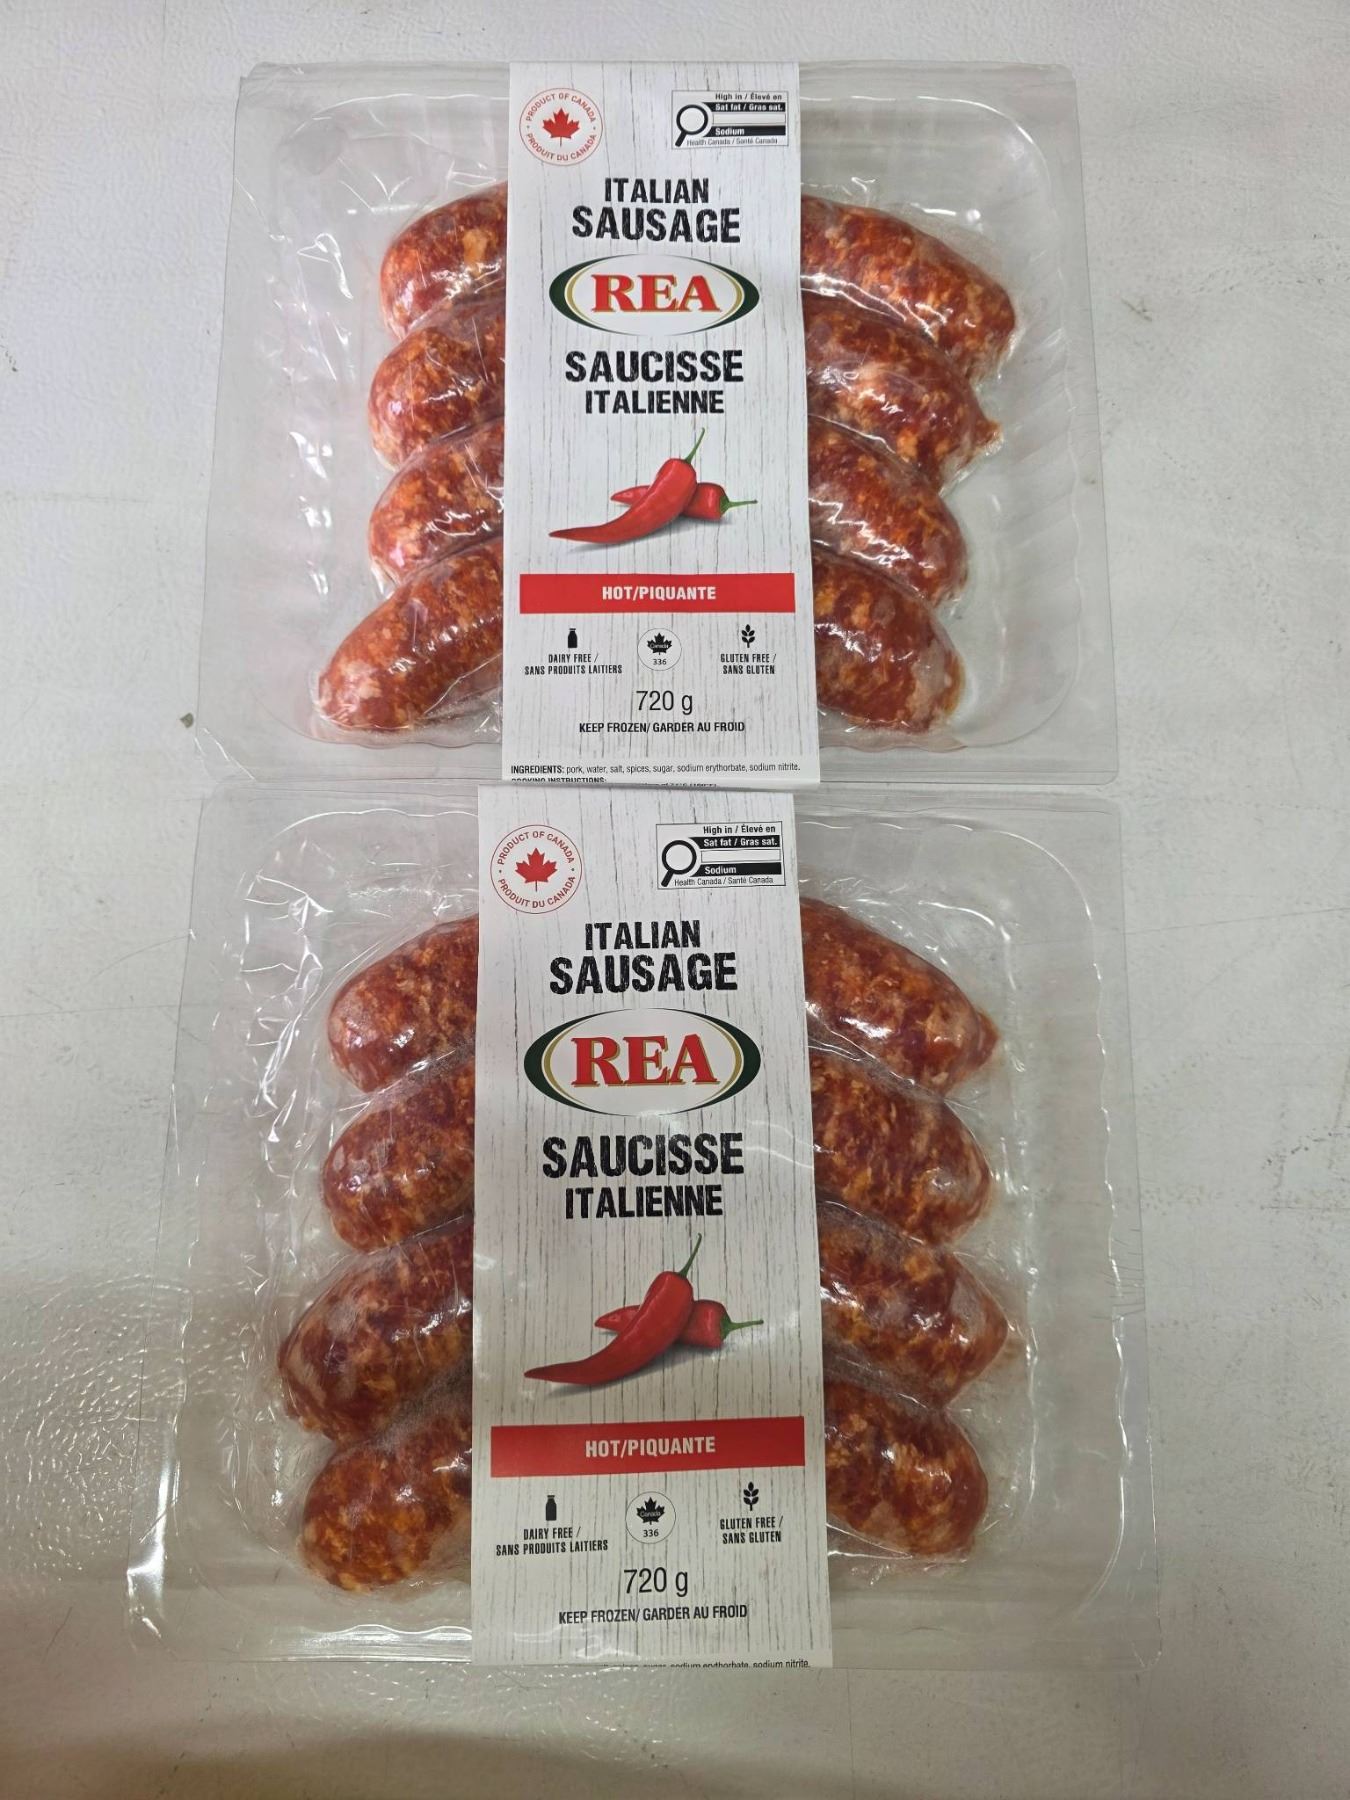 PRODUCT OF CANADA
PRODUIT DU CANADA
High in / Élevé en
Sat fat / Gras sat.
Sodium
Health Canada / Santé Canada
ITALIAN
SAUSAGE
REA
SAUCISSE
ITALIENNE
HOT/PIQUANTE
DAIRY FREE /
SANS PRODUITS LAITIERS
Canada
336
GLUTEN FREE /
SANS GLUTEN
720 g
KEEP FROZEN/ GARDER AU FROID
INGREDIENTS: pork, water, salt, spices, sugar, sodium erythorbate, sodium nitrite.
COOKING INSTRUCTIONS:
PRODUCT OF CANADA
PRODUIT DU CANADA
High in / Élevé en
Sat fat / Gras sat.
Sodium
Health Canada / Santé Canada
ITALIAN
SAUSAGE
REA
SAUCISSE
ITALIENNE
HOT/PIQUANTE
DAIRY FREE /
SANS PRODUITS LAITIERS
Canada
336
GLUTEN FREE /
SANS GLUTEN
720 g
KEEP FROZEN/ GARDER AU FROID
sugar, sodium erythorbate, sodium nitrite.